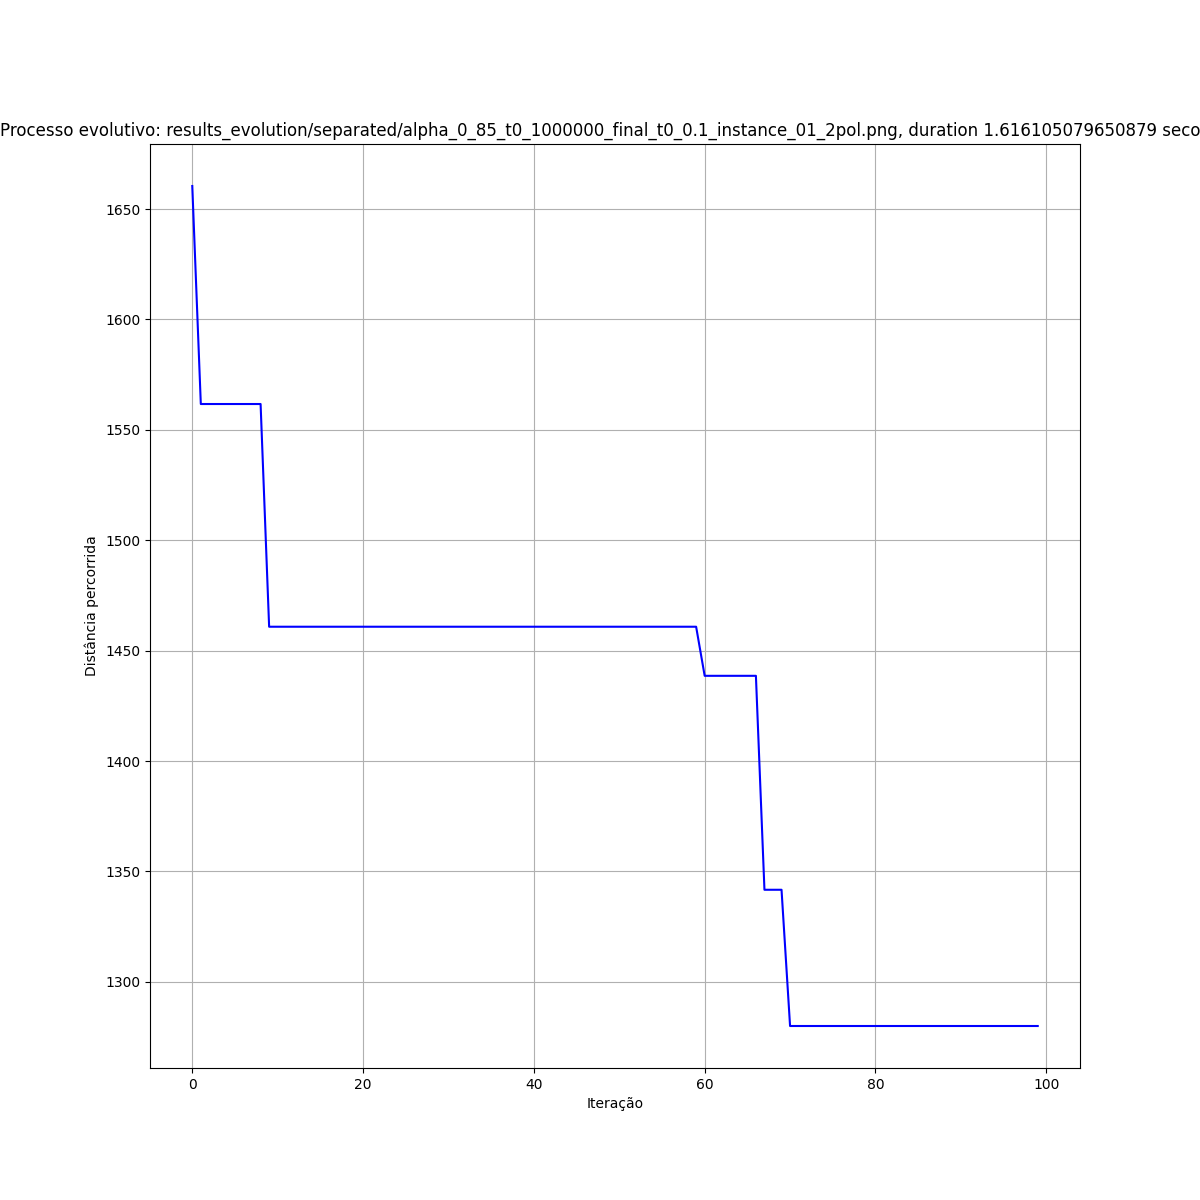 Processo evolutivo: results_evolution/separated/alpha_0_85_t0_1000000_final_t0_0.1_instance_01_2pol.png, duration 1.616105079650879 seco
1650
1600
1550
1500
1450
1400
1350
1300
Distância percorrida
0 20 40 60 80 100
Iteração